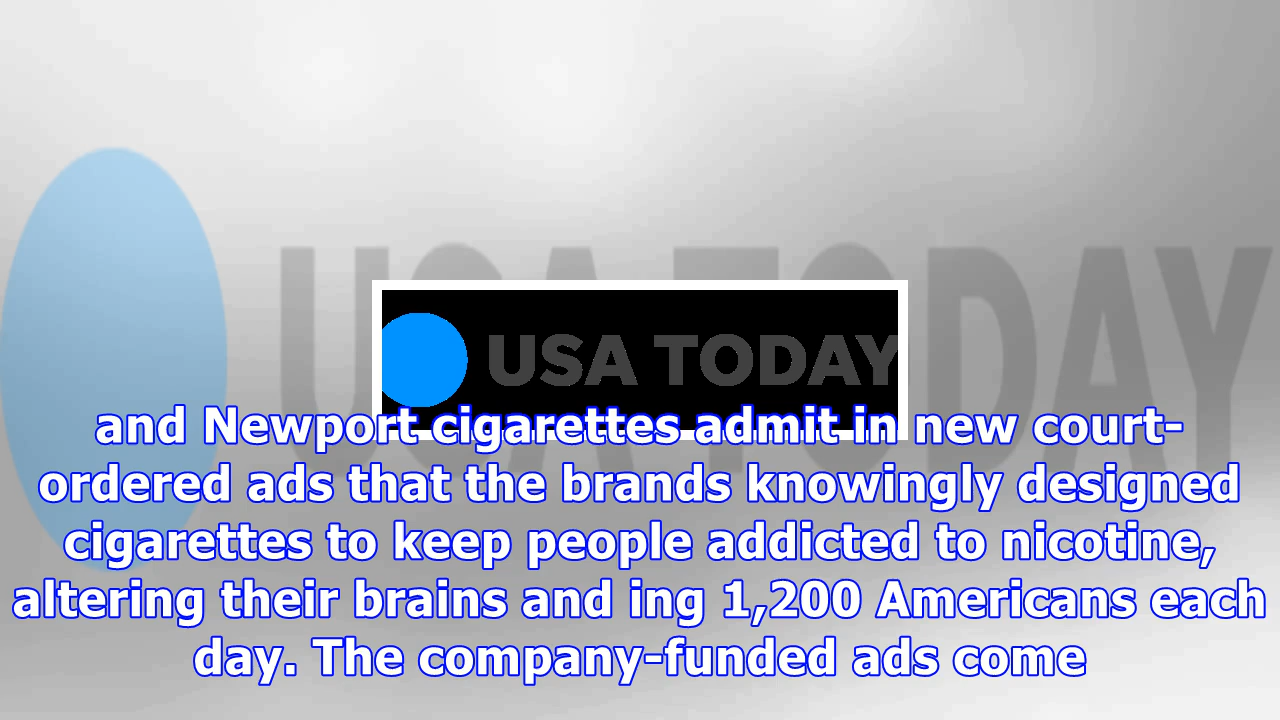 USA TODAY
USA TODAY
and Newport cigarettes admit in new court-
ordered ads that the brands knowingly designed
cigarettes to keep people addicted to nicotine,
altering their brains and ing 1,200 Americans each
day. The company-funded ads come